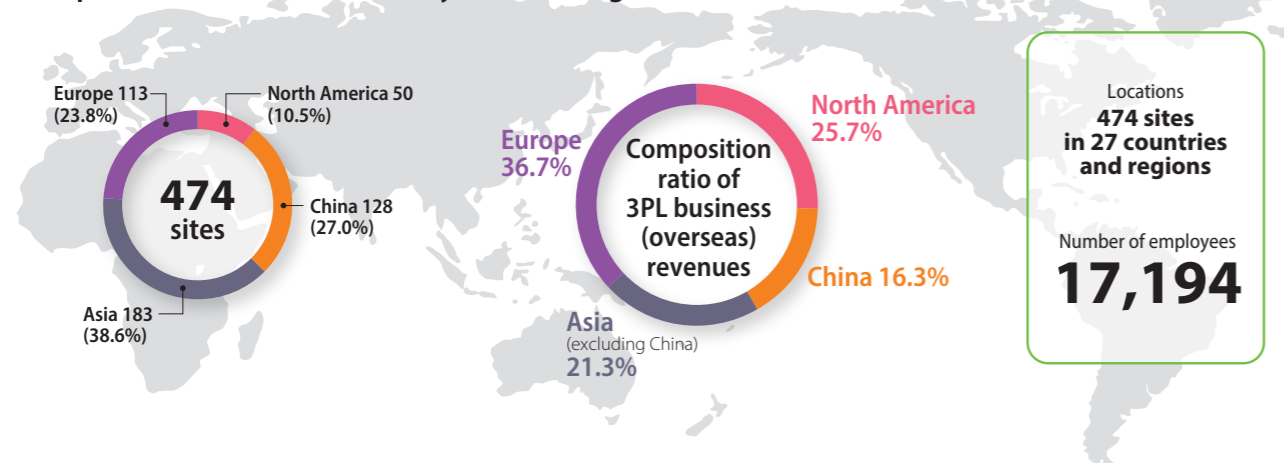 Europe 113
(23.8%)
North America 50
(10.5%)
474
sites
China 128
(27.0%)
Asia 183
(38.6%)
Europe
36.7%
North America
25.7%
Composition
ratio of
3PL business
(overseas)
revenues
China 16.3%
Asia
(excluding China)
21.3%
Locations
474 sites
in 27 countries
and regions
Number of employees
17,194